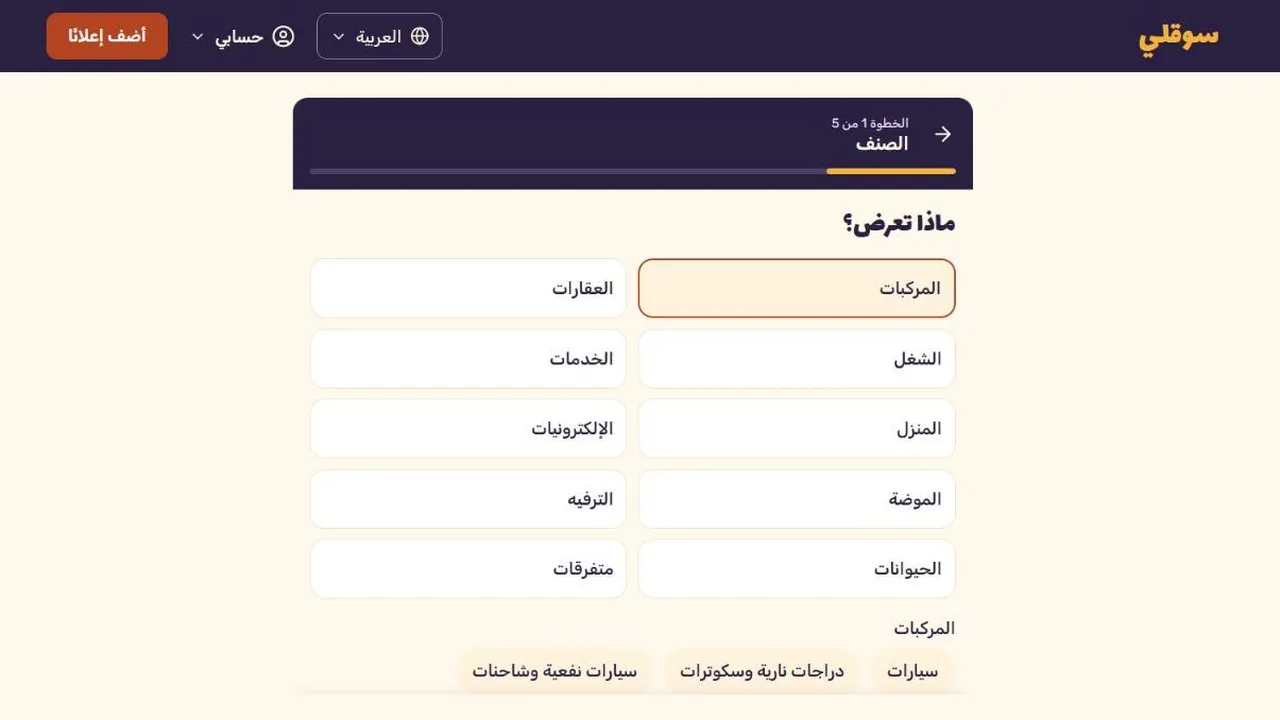 سوقلي
العربية
حسابي
أضف إعلانًا
الخطوة 1 من 5
الصنف
ماذا تعرض؟
المركبات
العقارات
الشغل
الخدمات
المنزل
الإلكترونيات
الموضة
الترفيه
الحيوانات
متفرقات
المركبات
سيارات
دراجات نارية وسكوترات
سيارات نفعية وشاحنات